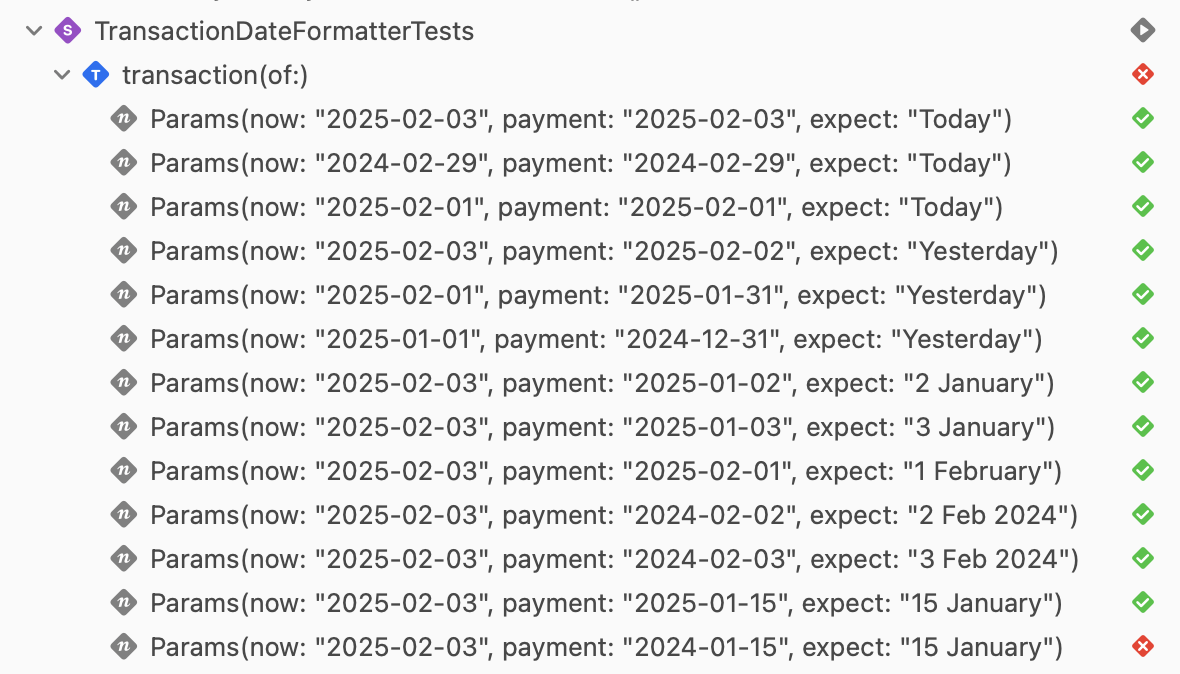 TransactionDateFormatterTests
transaction(of:)
Params(now: "2025-02-03", payment: "2025-02-03", expect: "Today")
Params(now: "2024-02-29", payment: "2024-02-29", expect: "Today")
Params(now: "2025-02-01", payment: "2025-02-01", expect: "Today")
Params(now: "2025-02-03", payment: "2025-02-02", expect: "Yesterday")
Params(now: "2025-02-01", payment: "2025-01-31", expect: "Yesterday")
Params(now: "2025-01-01", payment: "2024-12-31", expect: "Yesterday")
Params(now: "2025-02-03", payment: "2025-01-02", expect: "2 January")
Params(now: "2025-02-03", payment: "2025-01-03", expect: "3 January")
Params(now: "2025-02-03", payment: "2025-02-01", expect: "1 February")
Params(now: "2025-02-03", payment: "2024-02-02", expect: "2 Feb 2024")
Params(now: "2025-02-03", payment: "2024-02-03", expect: "3 Feb 2024")
Params(now: "2025-02-03", payment: "2025-01-15", expect: "15 January")
Params(now: "2025-02-03", payment: "2024-01-15", expect: "15 January")